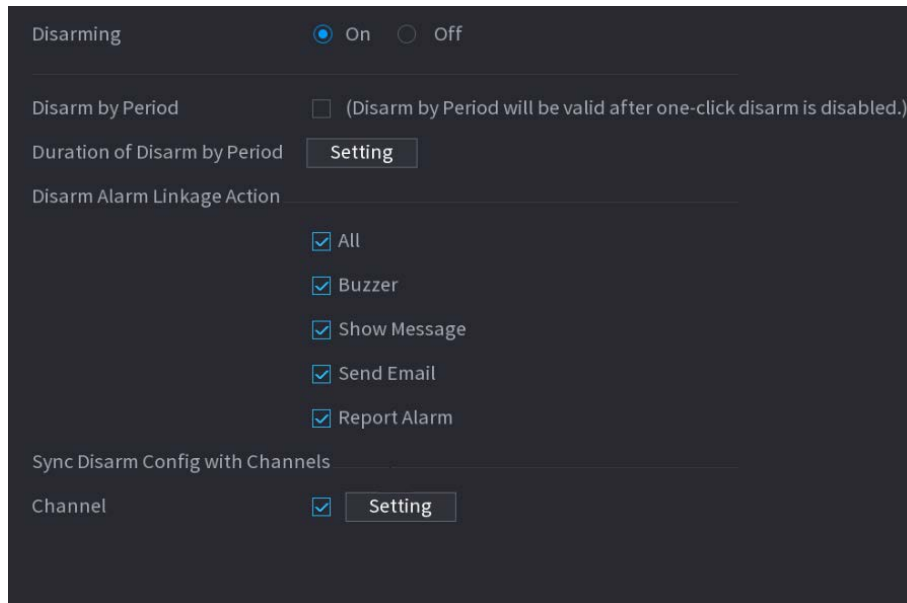 Disarming On Off
Disarm by Period (Disarm by Period will be valid after one-click disarm is disabled.)
Duration of Disarm by Period Setting
Disarm Alarm Linkage Action
All
Buzzer
Show Message
Send Email
Report Alarm
Sync Disarm Config with Channels
Channel Setting